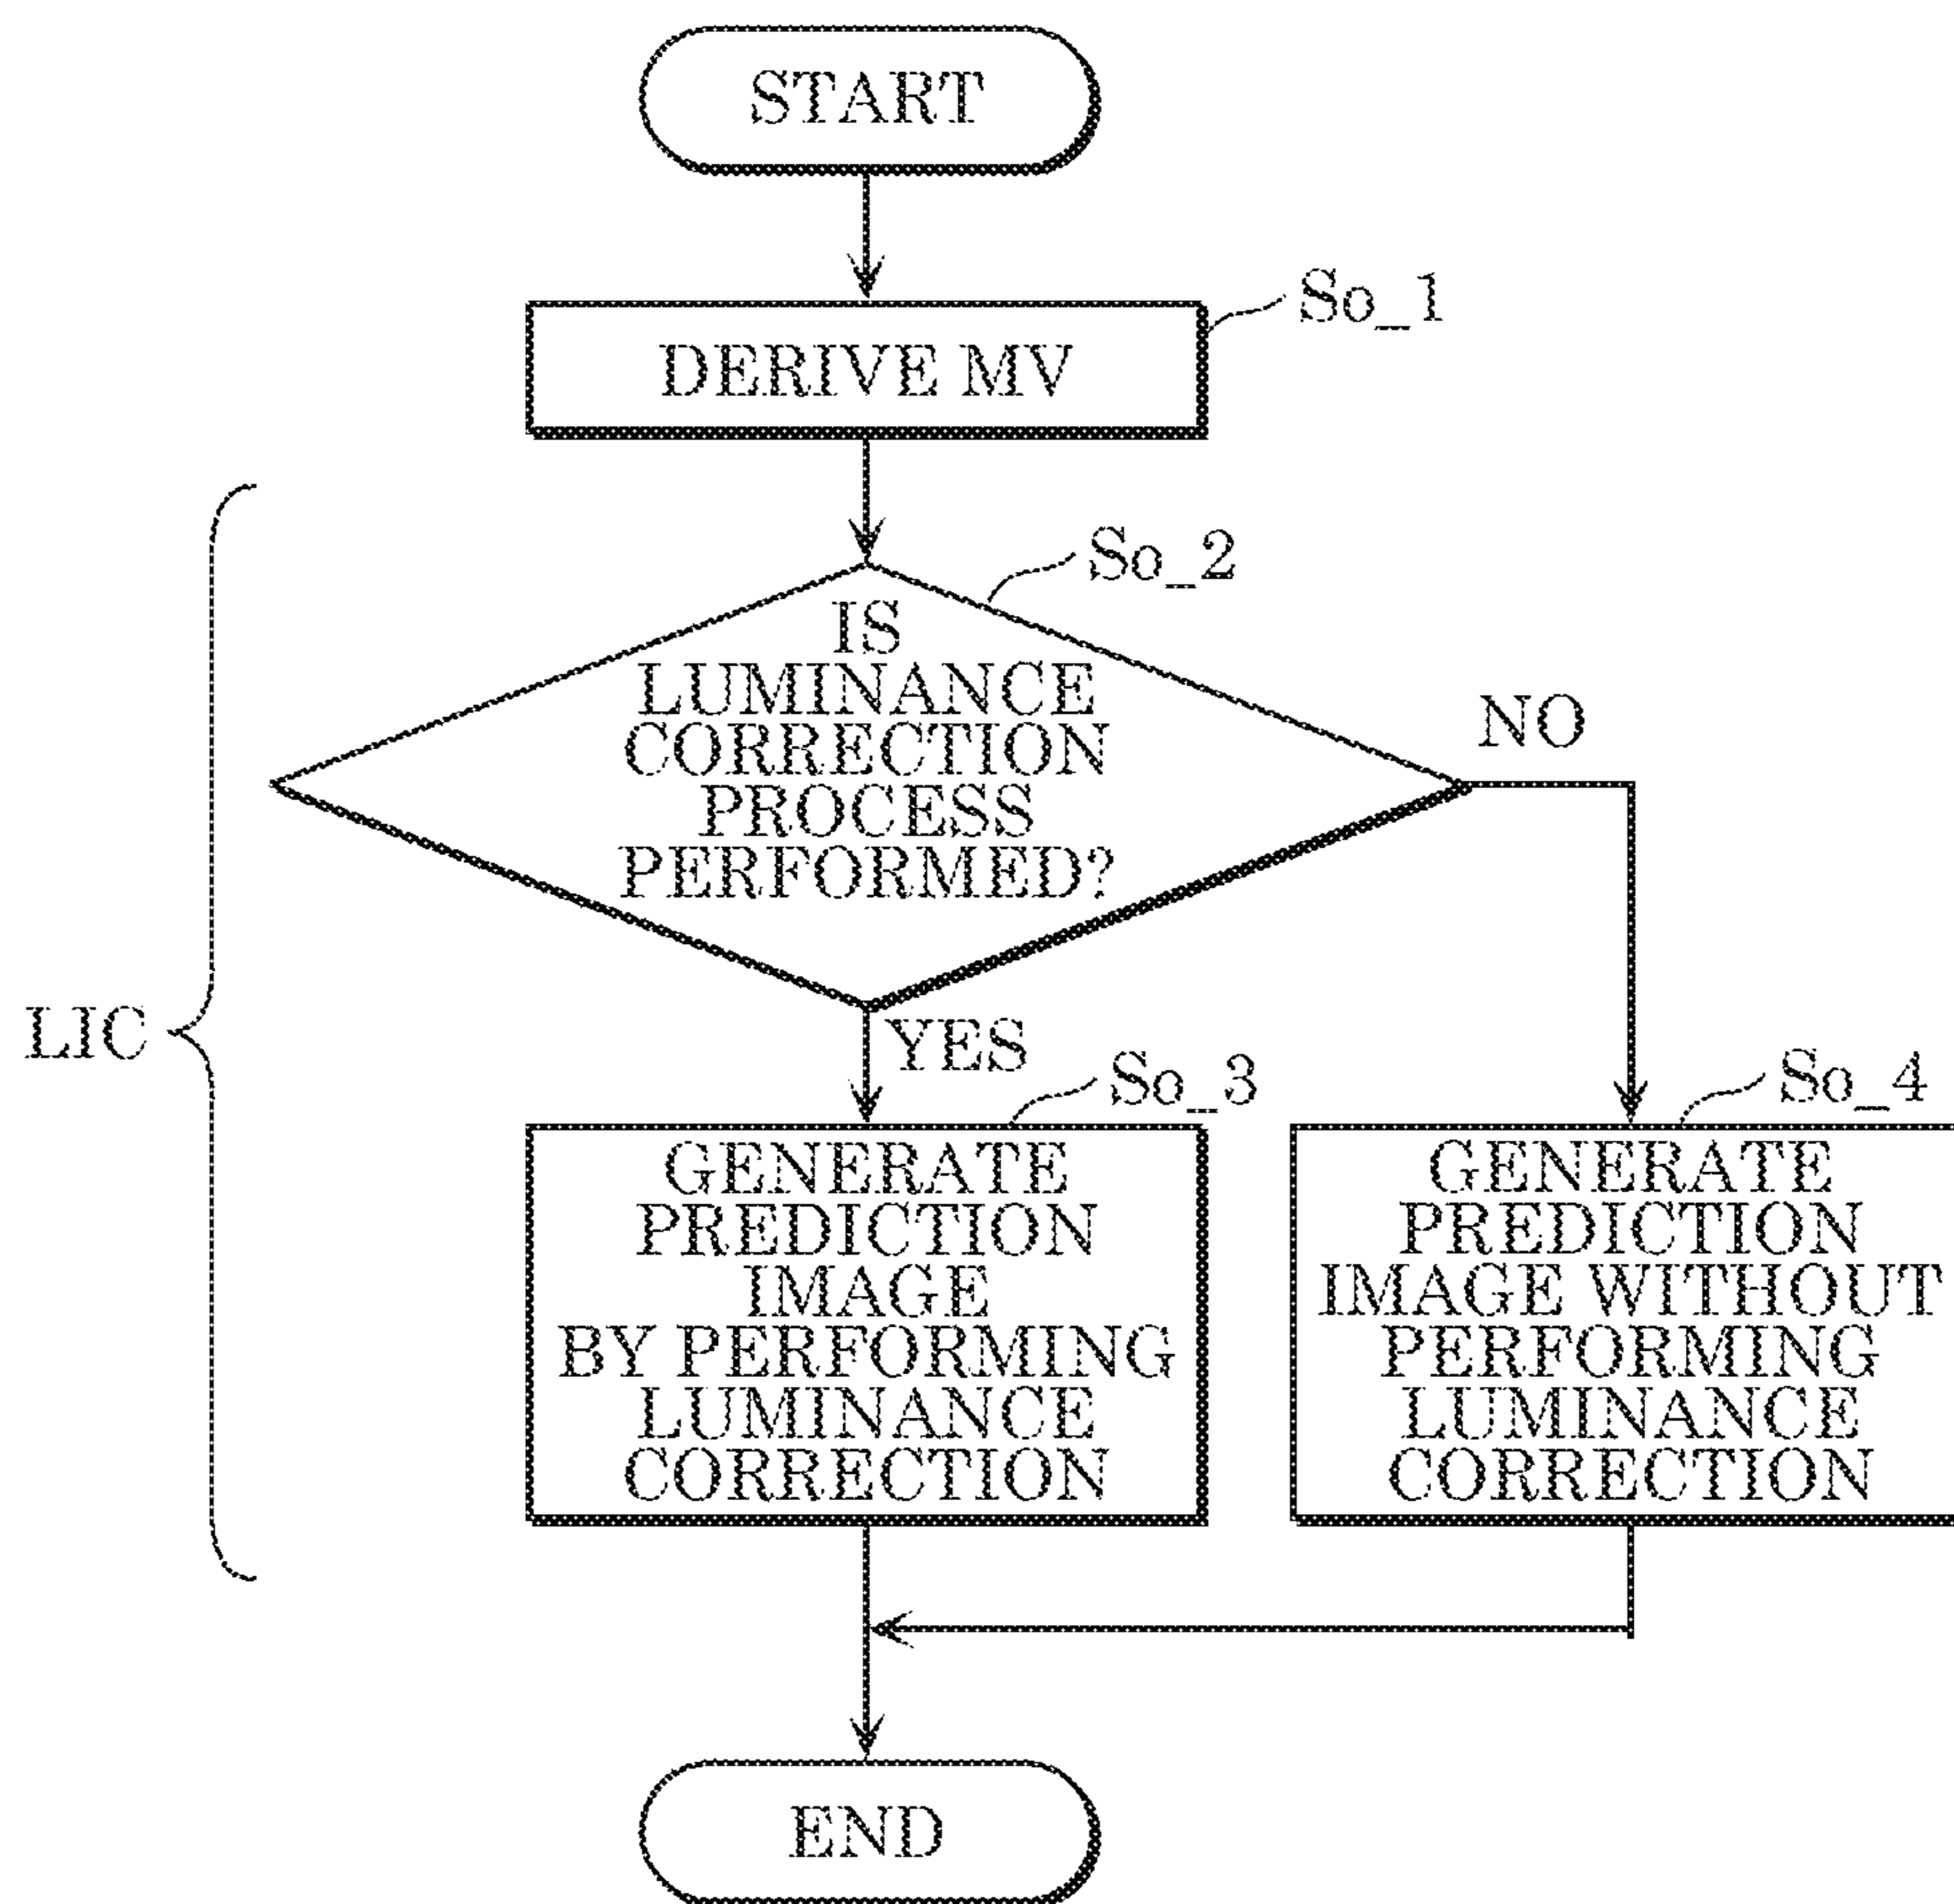 START
So_1
DERIVE MV
So_2
IS
LUMINANCE
CORRECTION
PROCESS
PERFORMED?
NO
LIC
YES
So_3
GENERATE
PREDICTION
IMAGE
BY PERFORMING
LUMINANCE
CORRECTION
So_4
GENERATE
PREDICTION
IMAGE WITHOUT
PERFORMING
LUMINANCE
CORRECTION
END